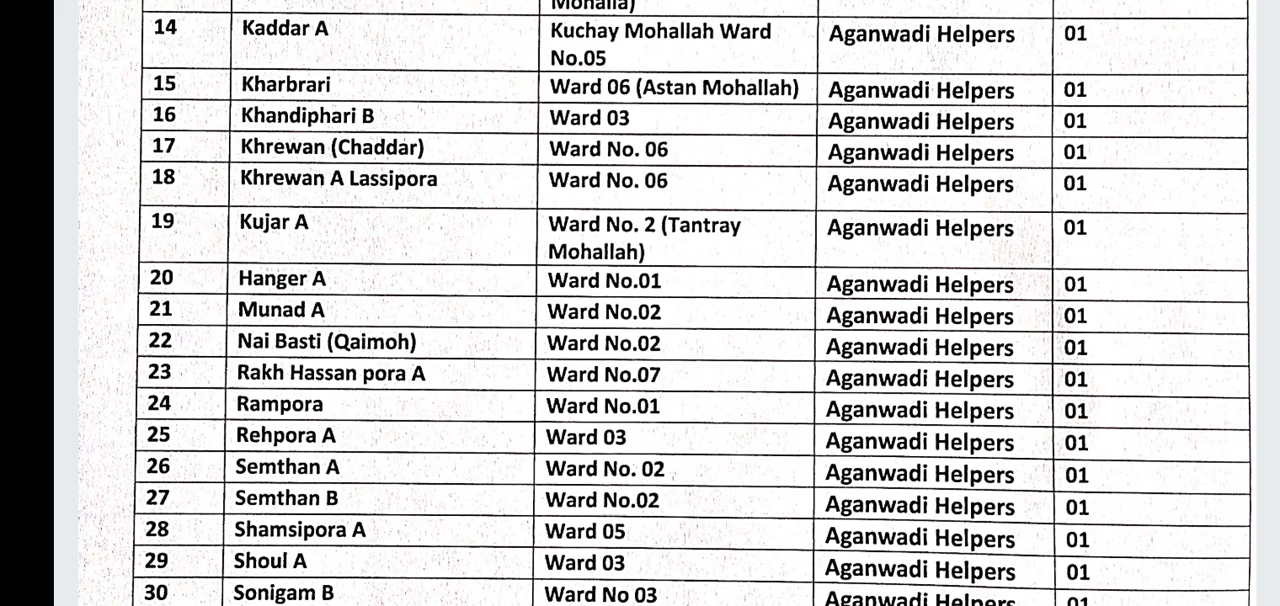 Mohalla)
14 Kaddar A Kuchay Mohallah Ward Aganwadi Helpers 01
No.05
15 Kharbrari Ward 06 (Astan Mohallah) Aganwadi Helpers 01
16 Khandiphari B Ward 03 Aganwadi Helpers 01
17 Khrewan (Chaddar) Ward No. 06 Aganwadi Helpers 01
18 Khrewan A Lassipora Ward No. 06 Aganwadi Helpers 01
19 Kujar A Ward No. 2 (Tantray Aganwadi Helpers 01
Mohallah)
20 Hanger A Ward No.01 Aganwadi Helpers 01
21 Munad A Ward No.02 Aganwadi Helpers 01
22 Nai Basti (Qaimoh) Ward No.02 Aganwadi Helpers 01
23 Rakh Hassan pora A Ward No.07 Aganwadi Helpers 01
24 Rampora Ward No.01 Aganwadi Helpers 01
25 Rehpora A Ward 03 Aganwadi Helpers 01
26 Semthan A Ward No. 02 Aganwadi Helpers 01
27 Semthan B Ward No.02 Aganwadi Helpers 01
28 Shamsipora A Ward 05 Aganwadi Helpers 01
29 Shoul A Ward 03 Aganwadi Helpers 01
30 Sonigam B Ward No 03 Aganwadi Helpers 01